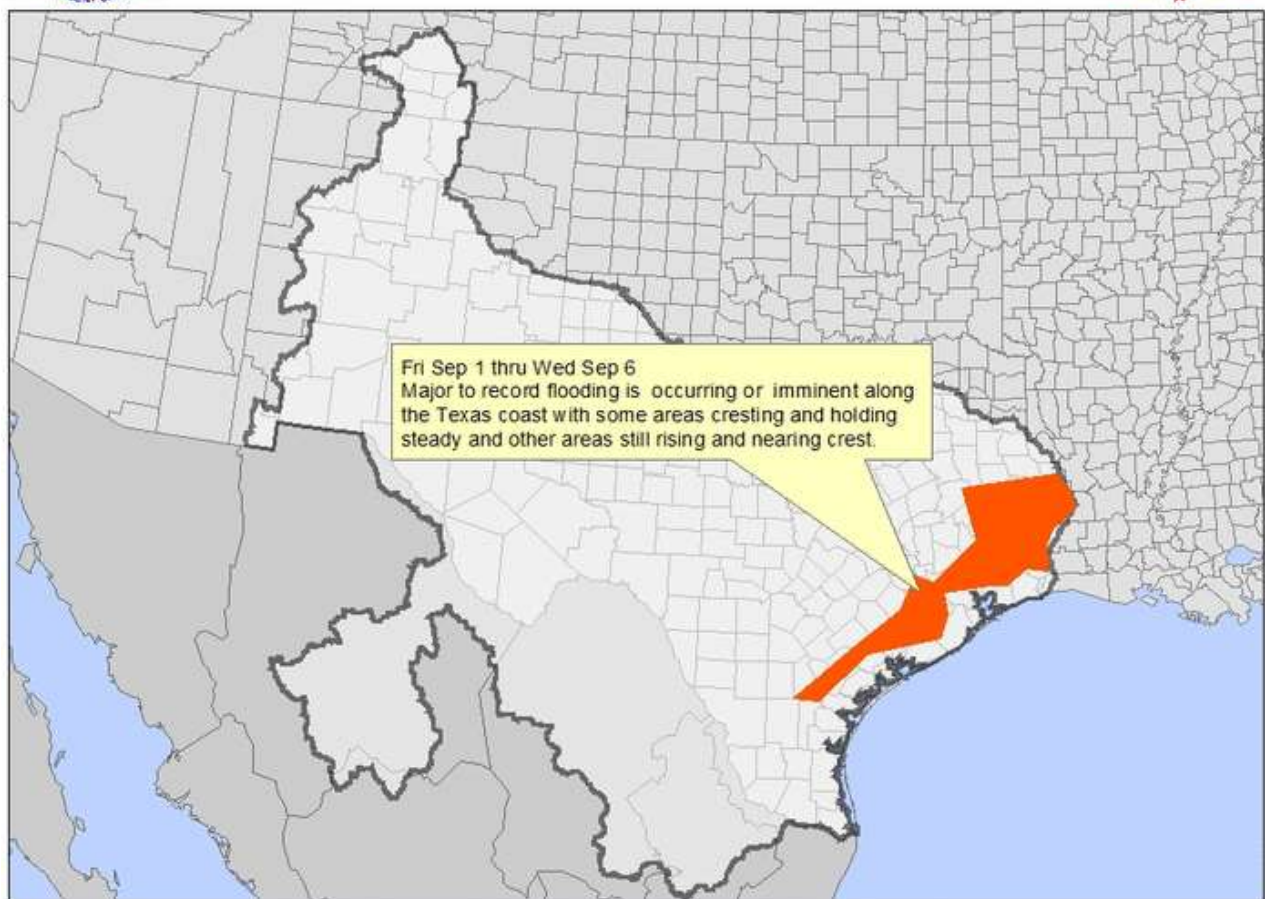 Fri Sep 1 thru Wed Sep 6
Major to record flooding is occurring or imminent along
the Texas coast with some areas cresting and holding
steady and other areas still rising and nearing crest.